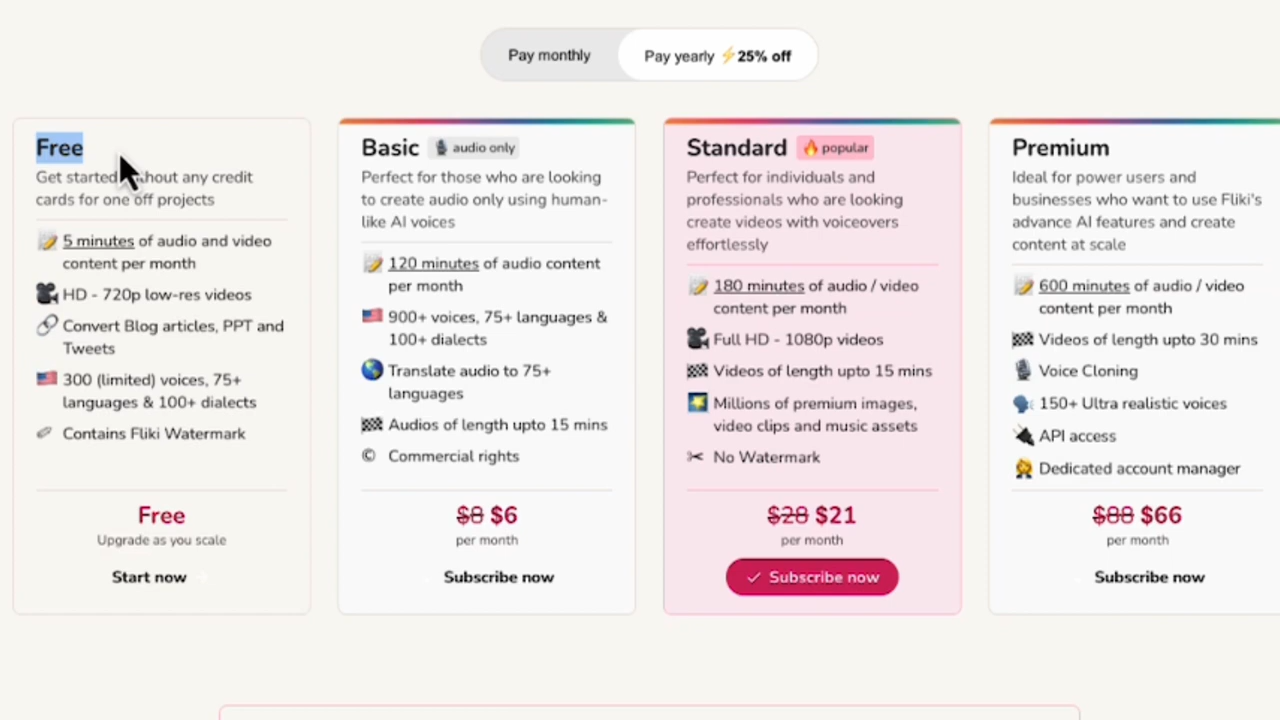 Pay monthly
Pay yearly ⚡25% off
Free
Get started without any credit
cards for one off projects
5 minutes of audio and video
content per month
HD - 720p low-res videos
Convert Blog articles, PPT and
Tweets
300 (limited) voices, 75+
languages & 100+ dialects
Contains Fliki Watermark
Free
Upgrade as you scale
Start now
Basic
audio only
Perfect for those who are looking
to create audio only using human-
like AI voices
120 minutes of audio content
per month
900+ voices, 75+ languages &
100+ dialects
Translate audio to 75+
languages
Audios of length upto 15 mins
© Commercial rights
$8 $6
per month
Subscribe now
Standard
popular
Perfect for individuals and
professionals who are looking
create videos with voiceovers
effortlessly
180 minutes of audio / video
content per month
Full HD - 1080p videos
Videos of length upto 15 mins
Millions of premium images,
video clips and music assets
No Watermark
$28 $21
per month
Subscribe now
Premium
Ideal for power users and
businesses who want to use Fliki's
advance AI features and create
content at scale
600 minutes of audio / video
content per month
Videos of length upto 30 mins
Voice Cloning
150+ Ultra realistic voices
API access
Dedicated account manager
$88 $66
per month
Subscribe now